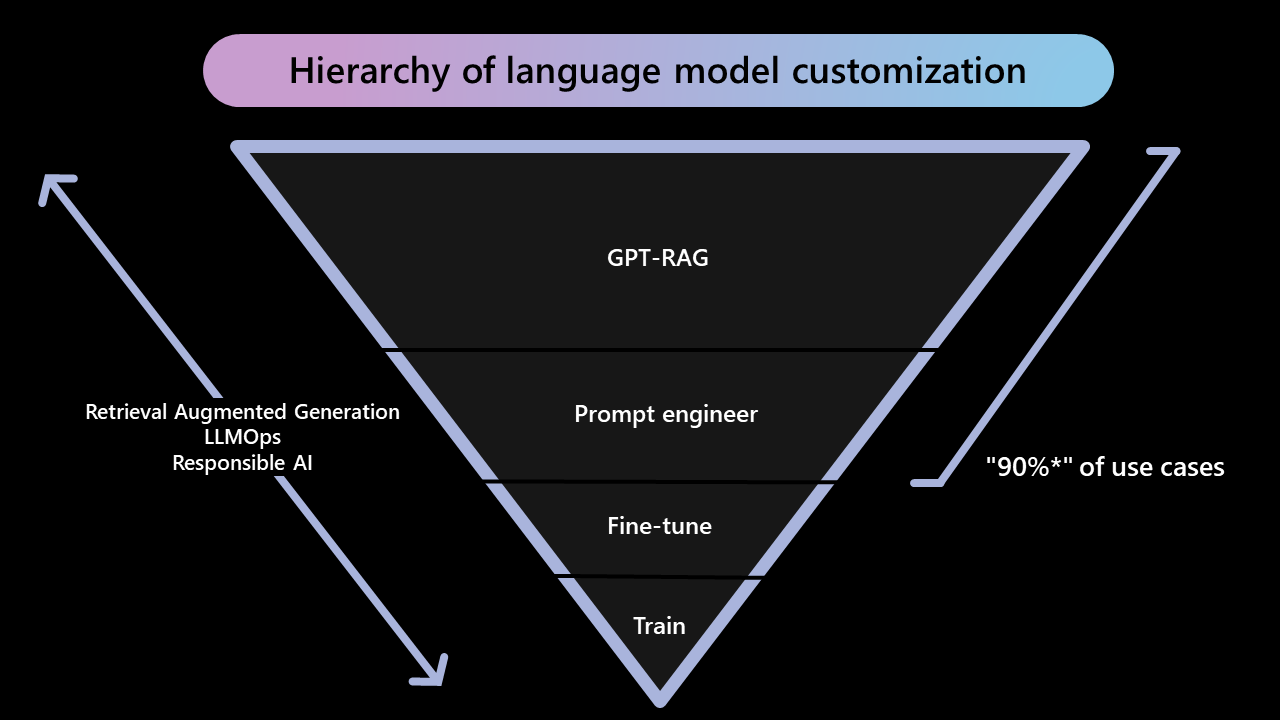 Hierarchy of language model customization
GPT-RAG
Prompt engineer
Fine-tune
Train
Retrieval Augmented Generation
LLMOps
Responsible AI
"90%*" of use cases